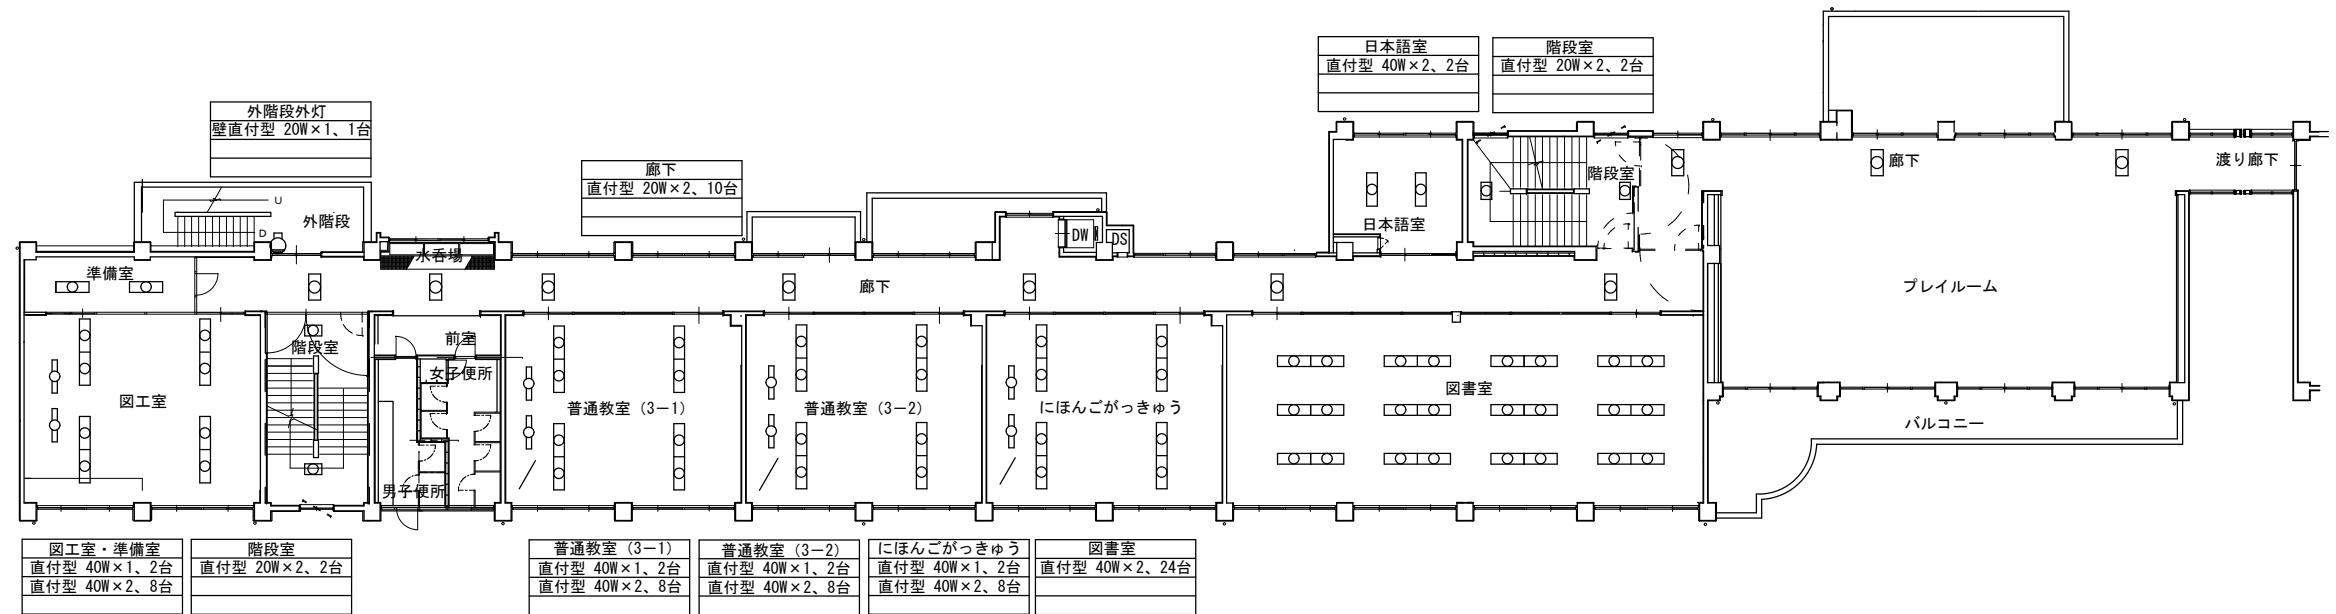 日本語室
直付型 40W×2、2台
階段室
直付型 20W×2、2台
外階段外灯
壁直付型 20W×1、1台
廊下
直付型 20W×2、10台
廊下
渡り廊下
階段室
U
外階段
D
日本語室
DW
DS
水呑場
準備室
廊下
プレイルーム
前室
階段室
女子便所
図工室
普通教室（3－1）
普通教室（3－2）
にほんごがっきゅう
図書室
バルコニー
男子便所
図工室・準備室
直付型 40W×1、2台
直付型 40W×2、8台
階段室
直付型 20W×2、2台
普通教室（3－1）
直付型 40W×1、2台
直付型 40W×2、8台
普通教室（3－2）
直付型 40W×1、2台
直付型 40W×2、8台
にほんごがっきゅう
直付型 40W×1、2台
直付型 40W×2、8台
図書室
直付型 40W×2、24台